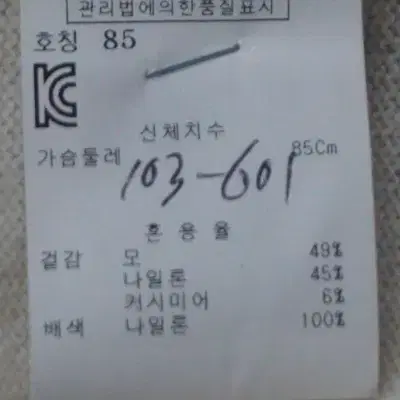 관리법에의한품질표시
호칭 85
KC
신체치수
가슴둘레 85Cm
103-601
혼용율
겉감 모 49%
나일론 45%
커시미어 6%
배색 나일론 100%